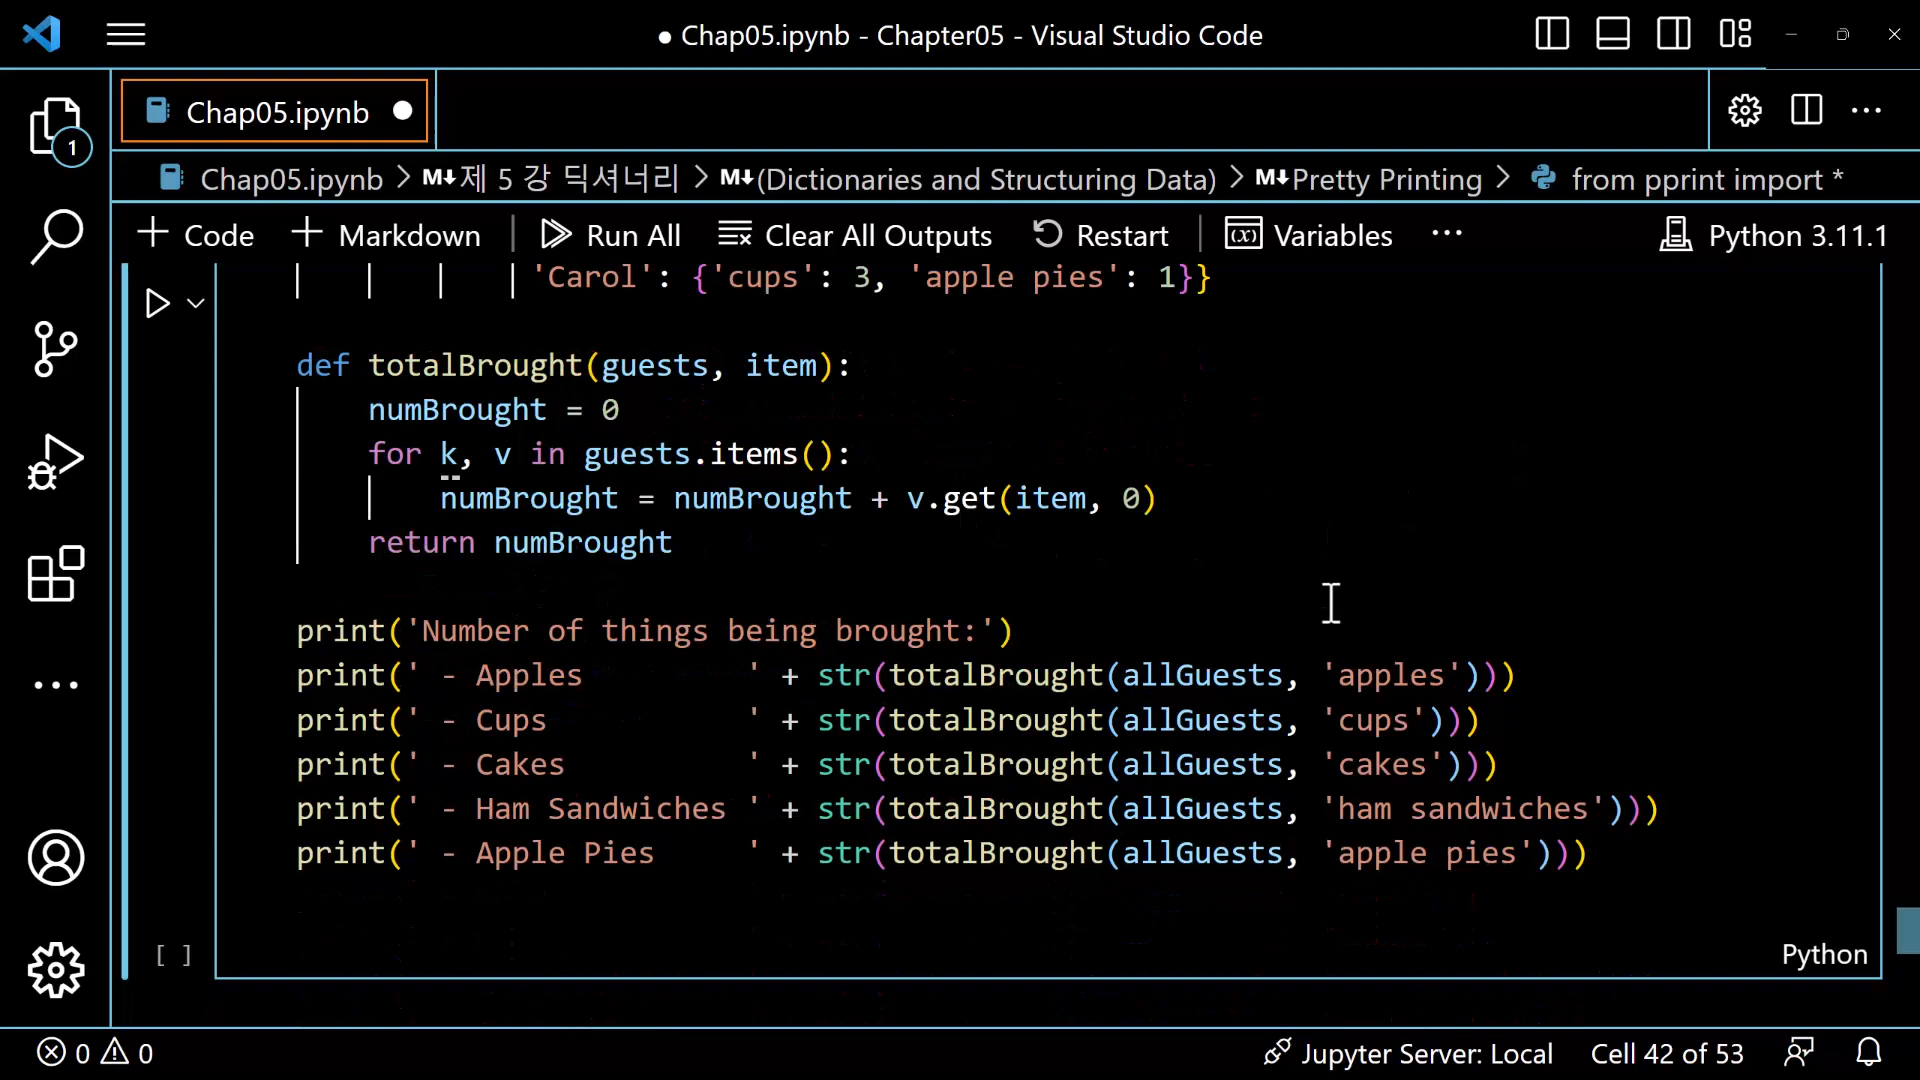 ● Chap05.ipynb - Chapter05 - Visual Studio Code
Chap05.ipynb ●
1
Chap05.ipynb > M↓제 5 강 딕셔너리 > M↓(Dictionaries and Structuring Data) > M↓Pretty Printing > from pprint import *
+ Code + Markdown | Run All Clear All Outputs Restart | (x) Variables ··· Python 3.11.1
'Carol': {'cups': 3, 'apple pies': 1}}
def totalBrought(guests, item):
numBrought = 0
for k, v in guests.items():
numBrought = numBrought + v.get(item, 0)
return numBrought
print('Number of things being brought:')
print(' - Apples         ' + str(totalBrought(allGuests, 'apples')))
print(' - Cups           ' + str(totalBrought(allGuests, 'cups')))
print(' - Cakes          ' + str(totalBrought(allGuests, 'cakes')))
print(' - Ham Sandwiches ' + str(totalBrought(allGuests, 'ham sandwiches')))
print(' - Apple Pies     ' + str(totalBrought(allGuests, 'apple pies')))
[ ]
Python
0 0 Jupyter Server: Local Cell 42 of 53